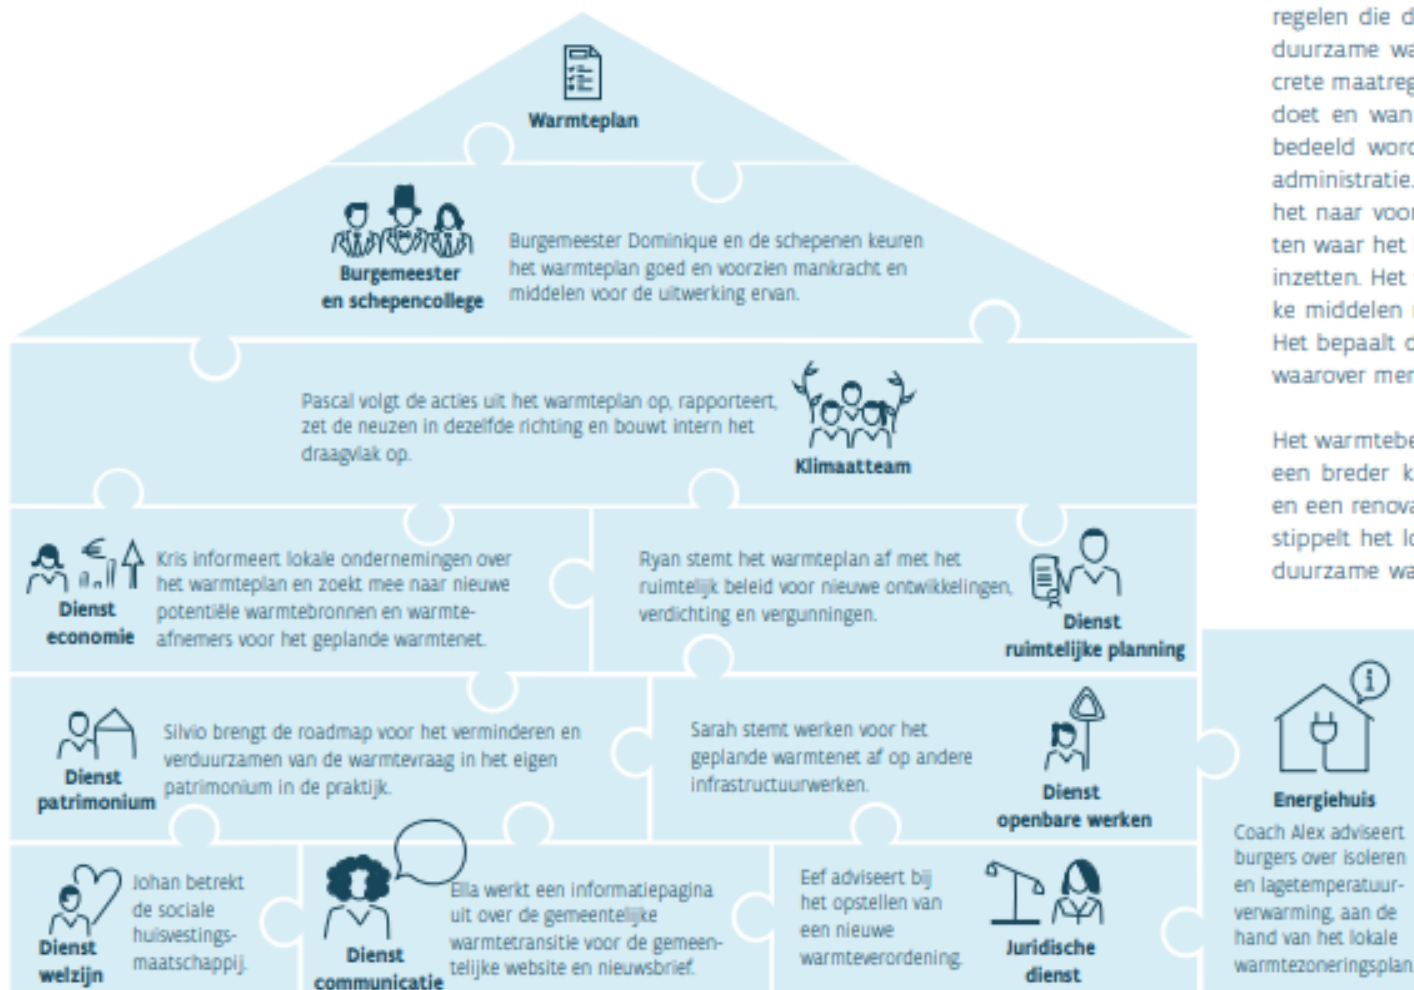 Warmteplan
Burgemeester
en schepencollege
Burgemeester Dominique en de schepenen keuren
het warmteplan goed en voorzien mankracht en
middelen voor de uitwerking ervan.
Pascal volgt de acties uit het warmteplan op, rapporteert,
zet de neuzen in dezelfde richting en bouwt intern het
draagvlak op.
Klimaatteam
Dienst
economie
Kris informeert lokale ondernemingen over
het warmteplan en zoekt mee naar nieuwe
potentiële warmtebronnen en warmte-
afnemers voor het geplande warmtenet.
Ryan stemt het warmteplan af met het
ruimtelijk beleid voor nieuwe ontwikkelingen,
verdichting en vergunningen.
Dienst
ruimtelijke planning
Dienst
patrimonium
Silvio brengt de roadmap voor het verminderen en
verduurzamen van de warmtevraag in het eigen
patrimonium in de praktijk.
Sarah stemt werken voor het
geplande warmtenet af op andere
infrastructuurwerken.
Dienst
openbare werken
Dienst
welzijn
Johan betrekt
de sociale
huisvestings-
maatschappij.
Dienst
communicatie
Ella werkt een informatiepagina
uit over de gemeentelijke
warmtetransitie voor de gemeen-
telijke website en nieuwsbrief.
Eef adviseert bij
het opstellen van
een nieuwe
warmteverordening.
Juridische
dienst
i
Energiehuis
Coach Alex adviseert
burgers over isoleren
en lagetemperatuur-
verwarming, aan de
hand van het lokale
warmtezoneringsplan
regelen die d
duurzame wa
crete maatreg
doet en wan
bedeeld word
administratie.
het naar voor
ten waar het
inzetten. Het
ke middelen
Het bepaalt d
waarover mer
Het warmtebe
een breder k
en een renova
stippelt het lo
duurzame wa